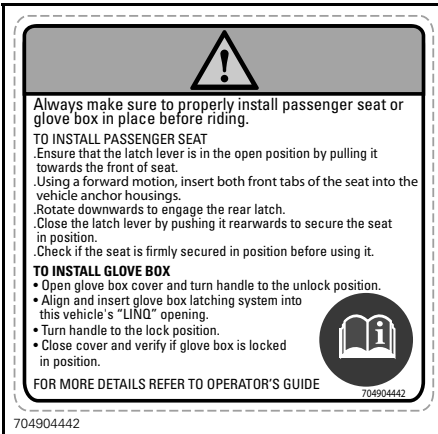 Always make sure to properly install passenger seat or
glove box in place before riding.
TO INSTALL PASSENGER SEAT
.Ensure that the latch lever is in the open position by pulling it
towards the front of seat.
.Using a forward motion, insert both front tabs of the seat into the
vehicle anchor housings.
.Rotate downwards to engage the rear latch.
.Close the latch lever by pushing it rearwards to secure the seat
in position.
.Check if the seat is firmly secured in position before using it.
TO INSTALL GLOVE BOX
• Open glove box cover and turn handle to the unlock position.
• Align and insert glove box latching system into
this vehicle's “LINQ” opening.
• Turn handle to the lock position.
• Close cover and verify if glove box is locked
in position.
FOR MORE DETAILS REFER TO OPERATOR'S GUIDE
704904442
704904442